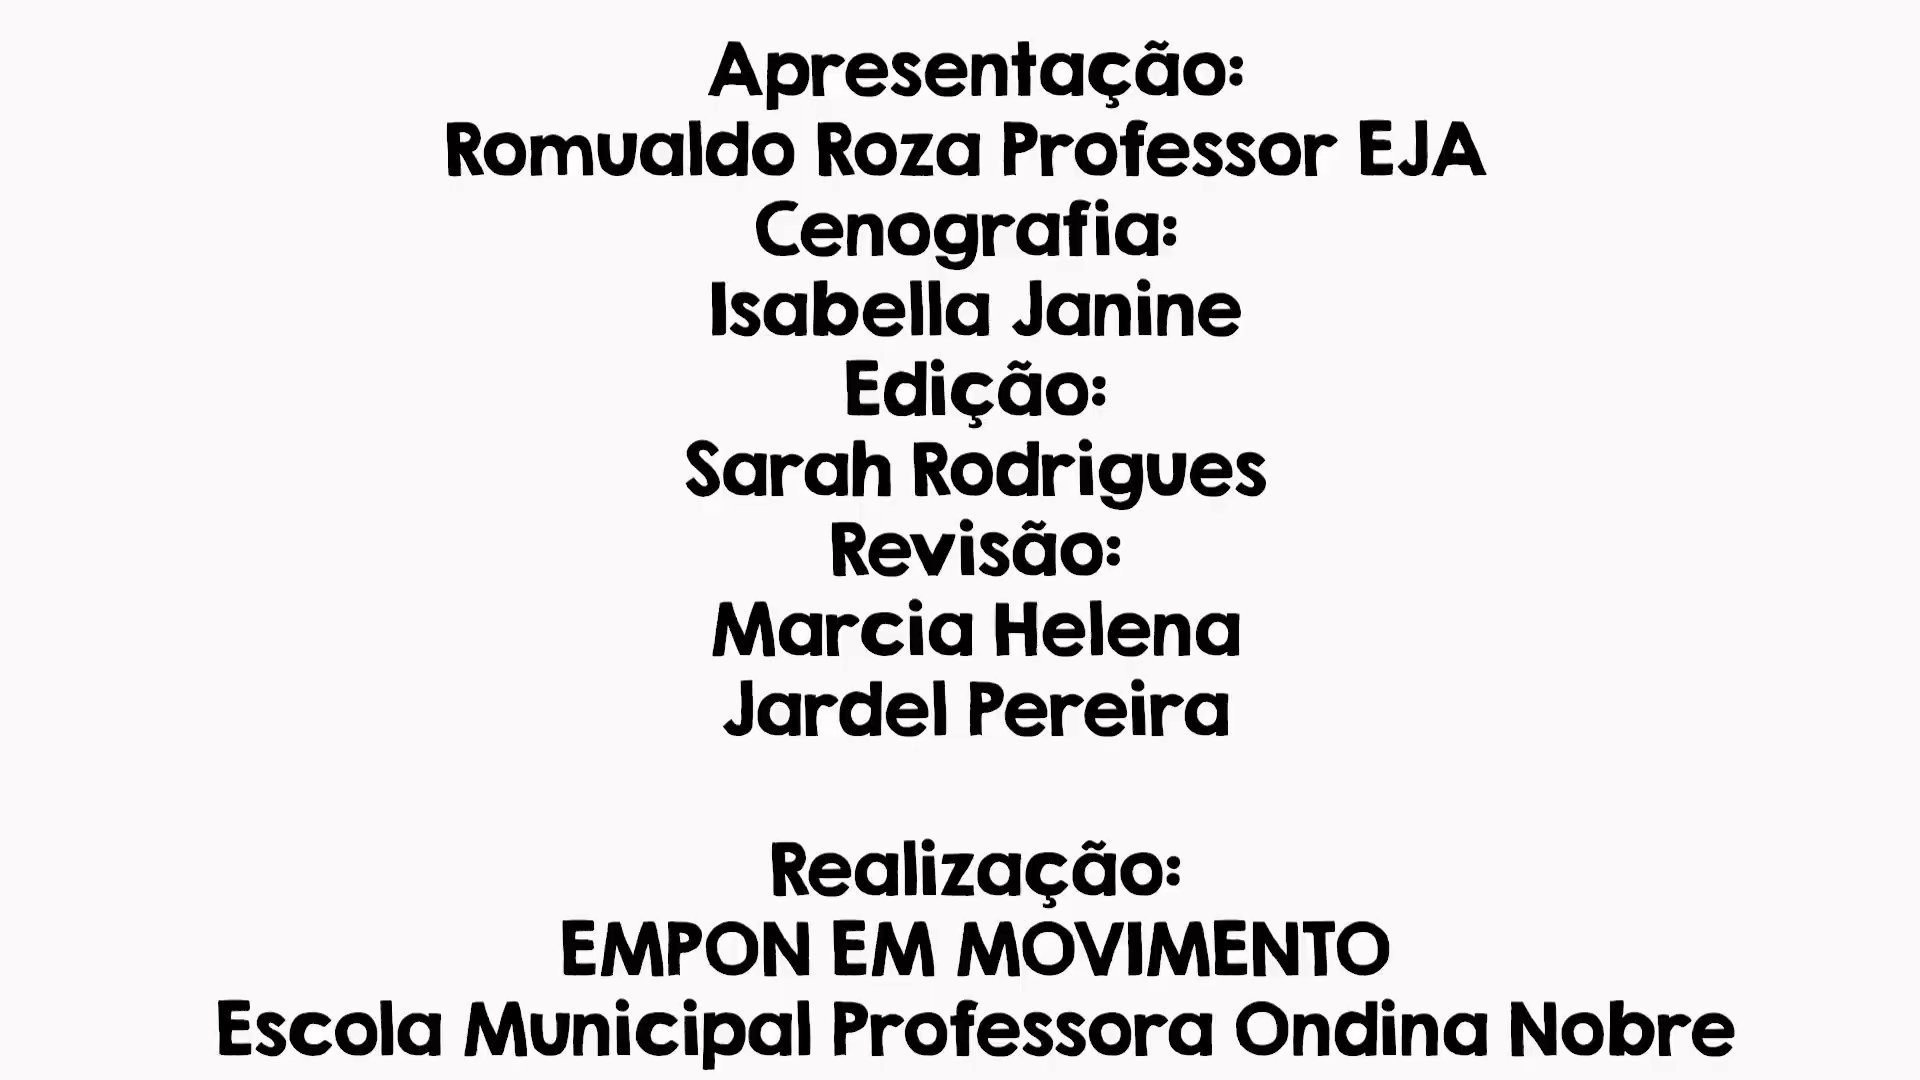 Apresentação:
Romualdo Roza Professor EJA
Cenografia:
Isabella Janine
Edição:
Sarah Rodrigues
Revisão:
Marcia Helena
Jardel Pereira
Realização:
EMPON EM MOVIMENTO
Escola Municipal Professora Ondina Nobre